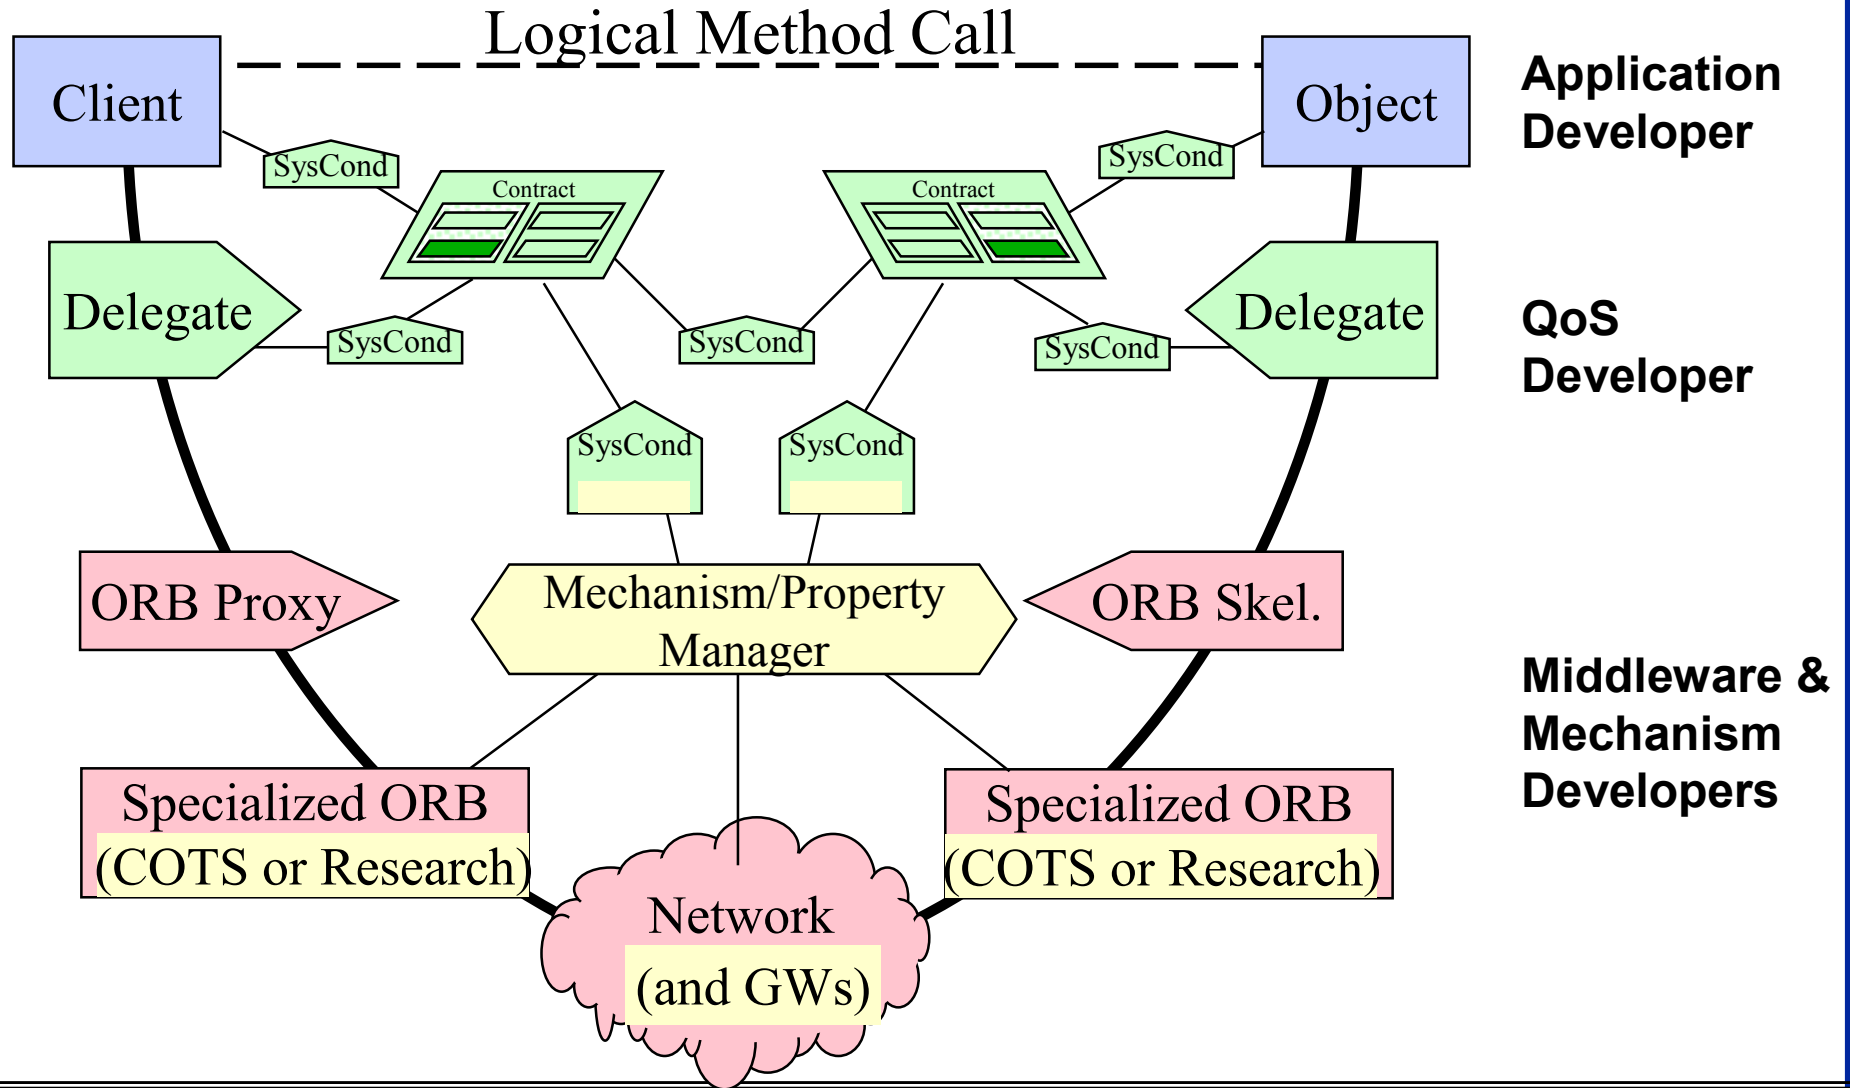 Logical Method Call
Client
Object
Application
Developer
SysCond
SysCond
Contract
Contract
Delegate
SysCond
SysCond
SysCond
Delegate
QoS
Developer
SysCond
SysCond
ORB Proxy
Mechanism/Property
Manager
ORB Skel.
Middleware &
Mechanism
Developers
Specialized ORB
(COTS or Research)
Specialized ORB
(COTS or Research)
Network
(and GWs)